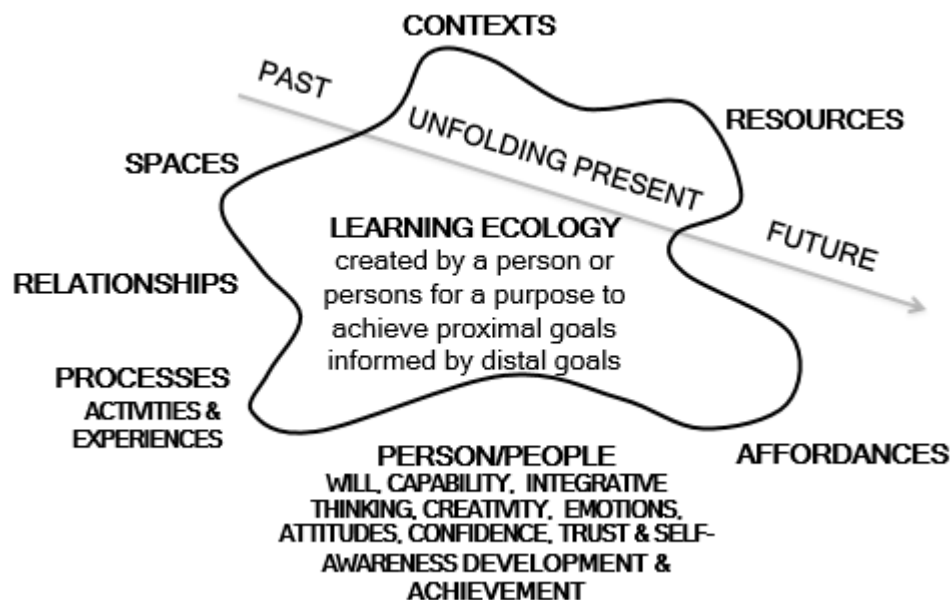 CONTEXTS
PAST
RESOURCES
UNFOLDING PRESENT
SPACES
FUTURE
LEARNING ECOLOGY
created by a person or
persons for a purpose to
achieve proximal goals
informed by distal goals
RELATIONSHIPS
PROCESSES
ACTIVITIES &
EXPERIENCES
PERSON/PEOPLE
WILL, CAPABILITY, INTEGRATIVE
THINKING, CREATIVITY, EMOTIONS,
ATTITUDES, CONFIDENCE, TRUST & SELF-
AWARENESS DEVELOPMENT &
ACHIEVEMENT
AFFORDANCES